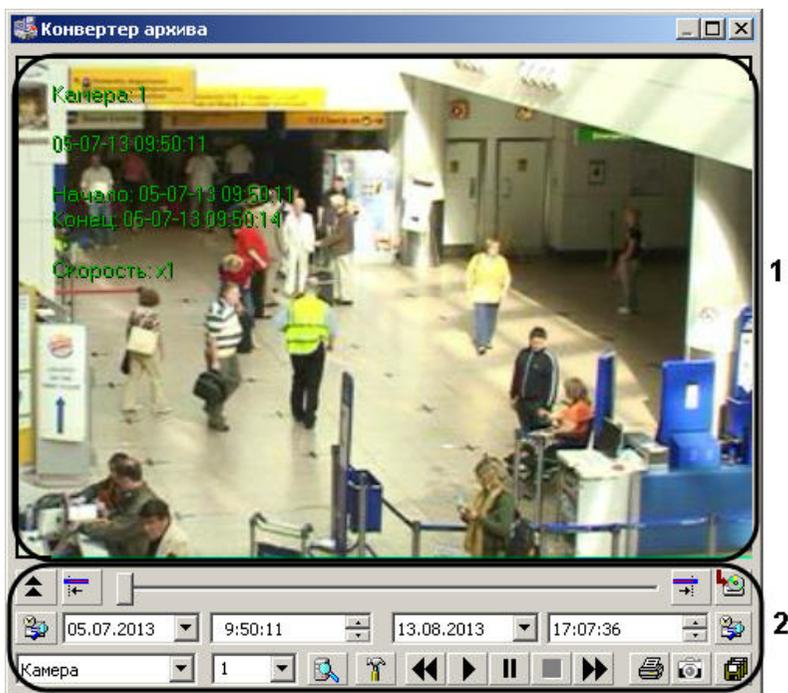 Конвертер архива
Камера: 1
05-07-13 09:50:11
Начало: 05-07-13 09:50:11
Конец: 05-07-13 09:50:14
Скорость: x1
1
05.07.2013 9:50:11 13.08.2013 17:07:36
2
Камера 1